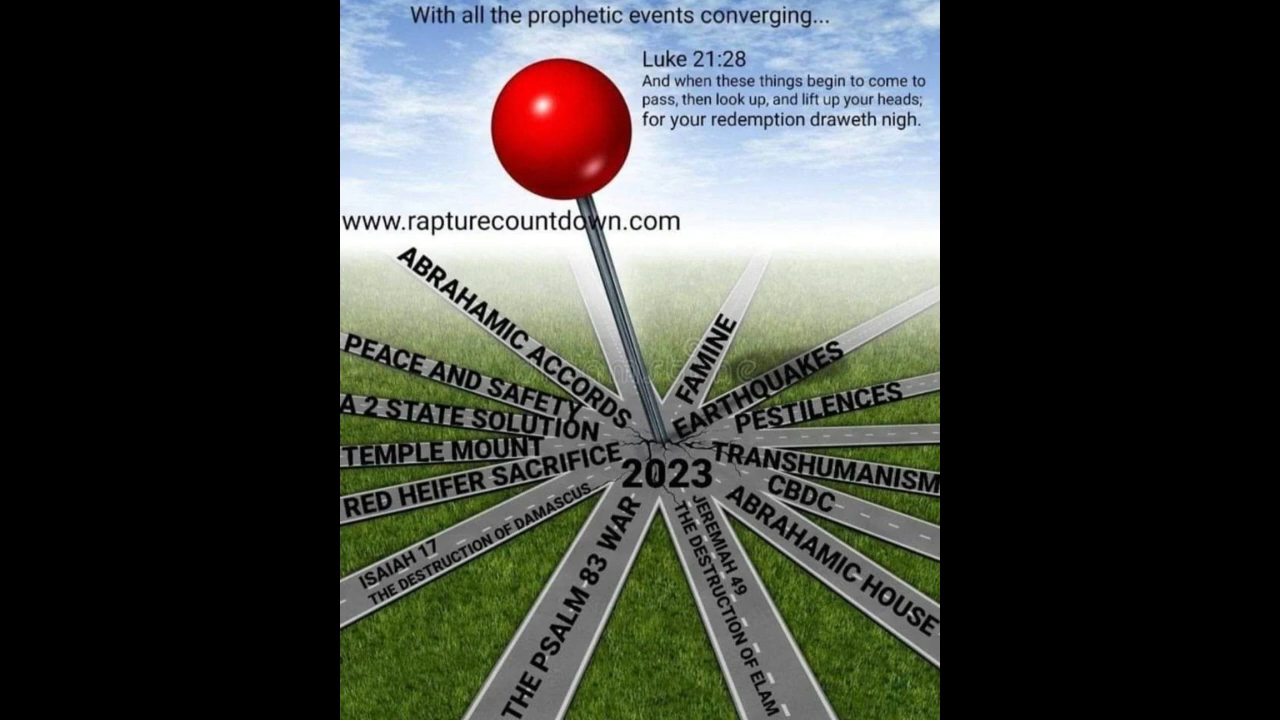 With all the prophetic events converging...
Luke 21:28
And when these things begin to come to
pass, then look up, and lift up your heads;
for your redemption draweth nigh.
www.rapturecountdown.com
ABRAHAMIC ACCORDS
PEACE AND SAFETY
A 2 STATE SOLUTION
TEMPLE MOUNT
RED HEIFER SACRIFICE
ISAIAH 17
THE DESTRUCTION OF DAMASCUS
THE PSALM 83 WAR
2023
FAMINE
EARTHQUAKES
PESTILENCES
TRANSHUMANISM
CBDC
ABRAHAMIC HOUSE
JEREMIAH 49
THE DESTRUCTION OF ELAM